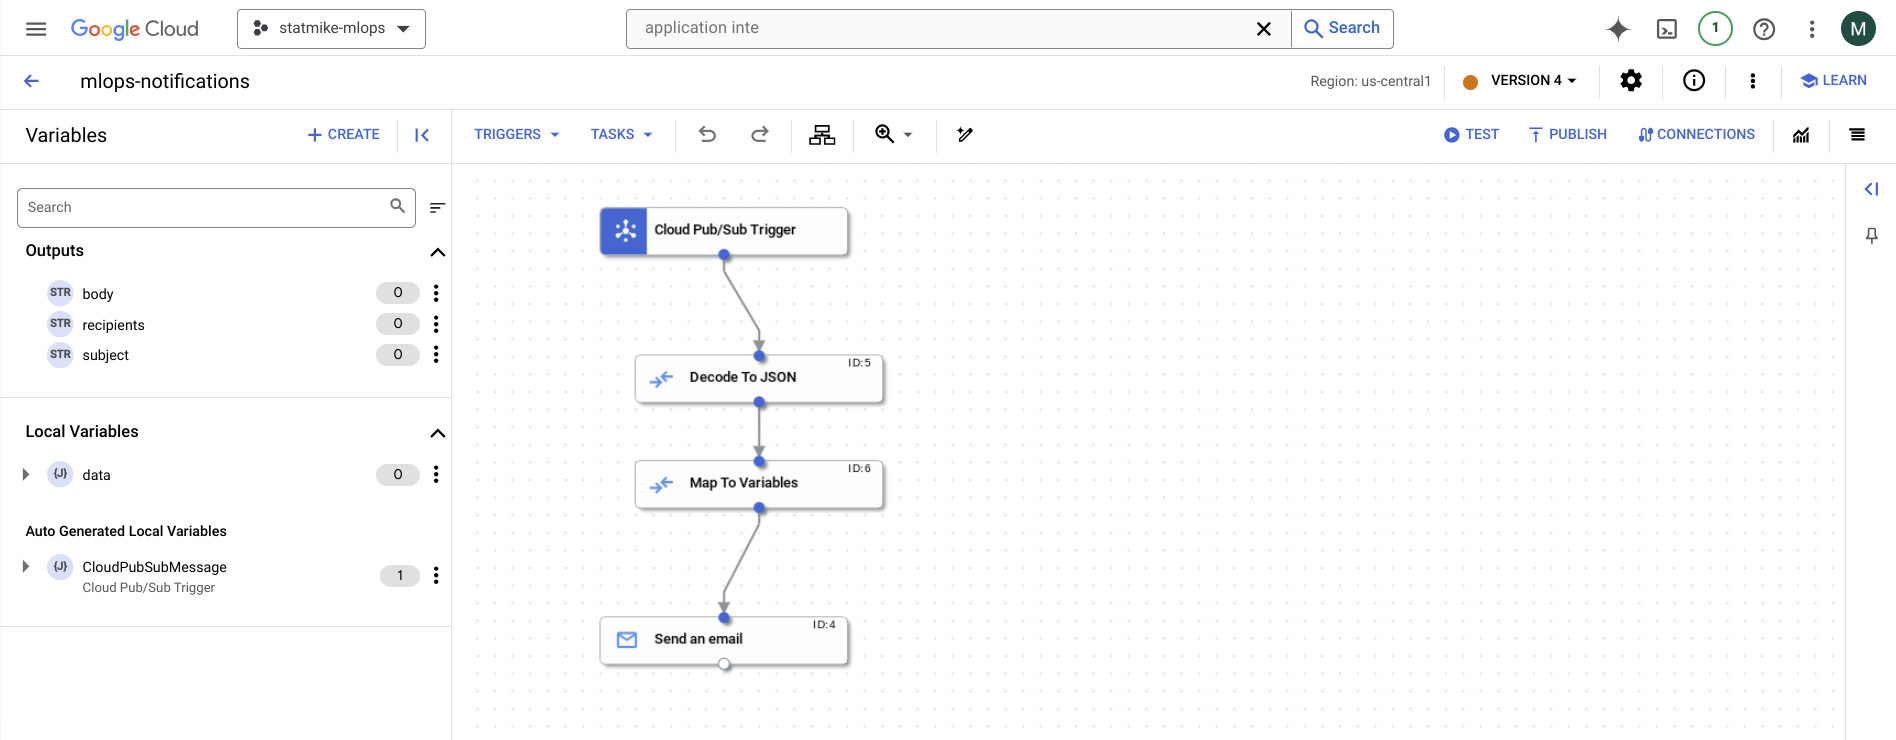 Google Cloud
statmike-mlops
application inte
Search
1
M
mlops-notifications
Region: us-central1
VERSION 4
LEARN
Variables
CREATE
TRIGGERS
TASKS
TEST
PUBLISH
CONNECTIONS
Search
Outputs
STR body 0
STR recipients 0
STR subject 0
Local Variables
{J} data 0
Auto Generated Local Variables
{J} CloudPubSubMessage 1
Cloud Pub/Sub Trigger
Cloud Pub/Sub Trigger
ID:5
Decode To JSON
ID:6
Map To Variables
ID:4
Send an email